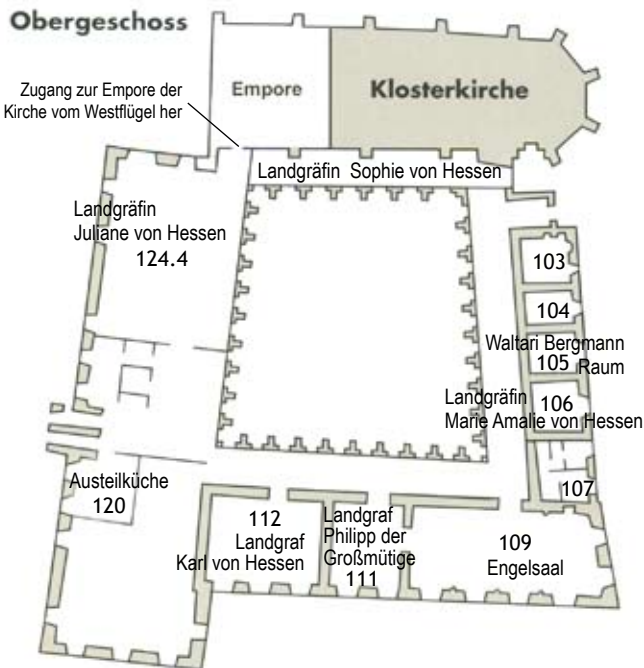 Obergeschoss
Zugang zur Empore der
Kirche vom Westflügel her
Empore
Klosterkirche
Landgräfin Sophie von Hessen
Landgräfin
Juliane von Hessen
124.4
103
104
Waltari Bergmann
105 Raum
Landgräfin
106
Marie Amalie von Hessen
107
Austeilküche
120
112
Landgraf
Karl von Hessen
Landgraf
Philipp der
Großmütige
111
109
Engelsaal